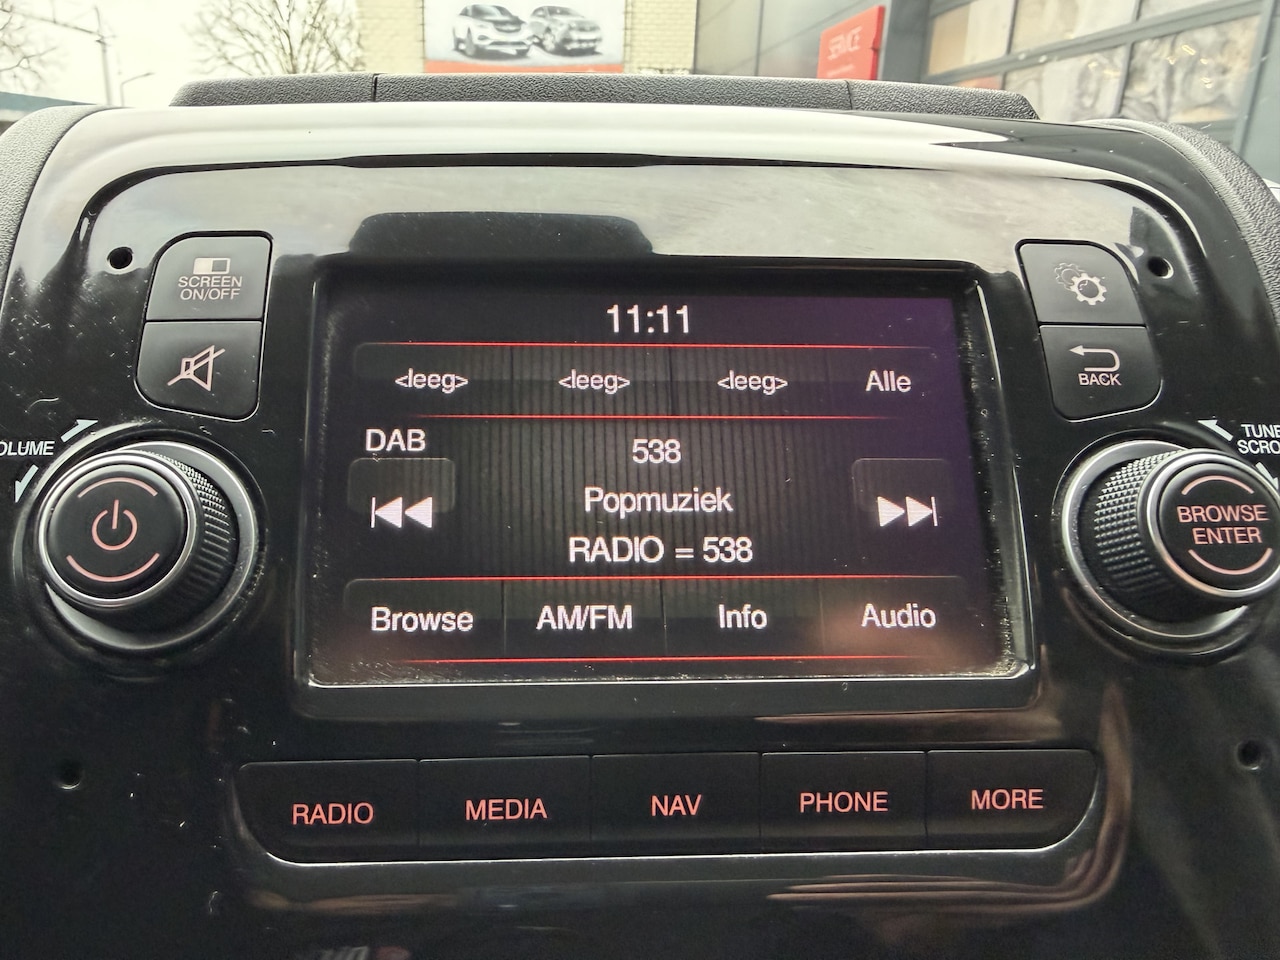 SERVICE
SCREEN
ON/OFF
11:11
<leeg> <leeg> <leeg> Alle
BACK
OLUME
DAB
538
TUNE
SCRO
Popmuziek
BROWSE
ENTER
RADIO = 538
Browse AM/FM Info Audio
RADIO MEDIA NAV PHONE MORE